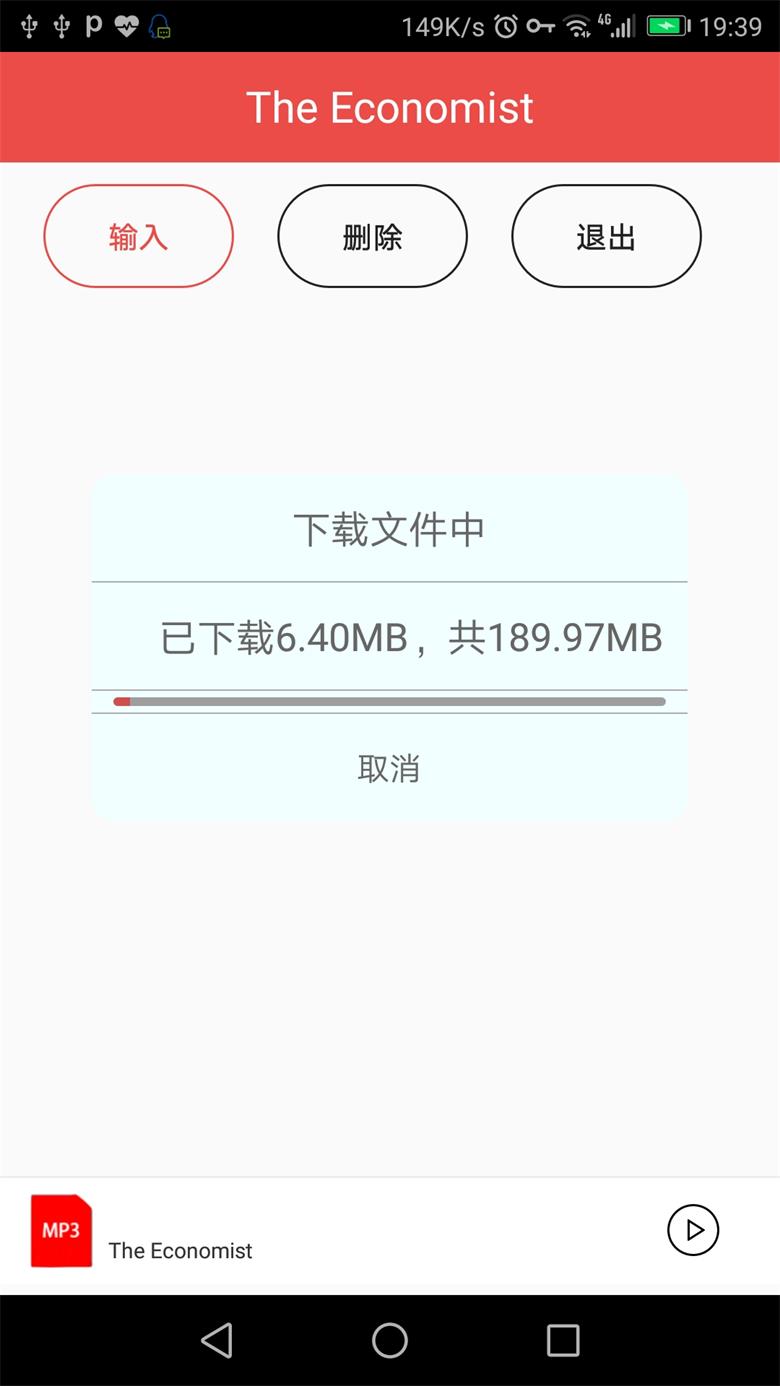 149K/s 4G 19:39
The Economist
输入 删除 退出
下载文件中
已下载6.40MB，共189.97MB
取消
MP3
The Economist